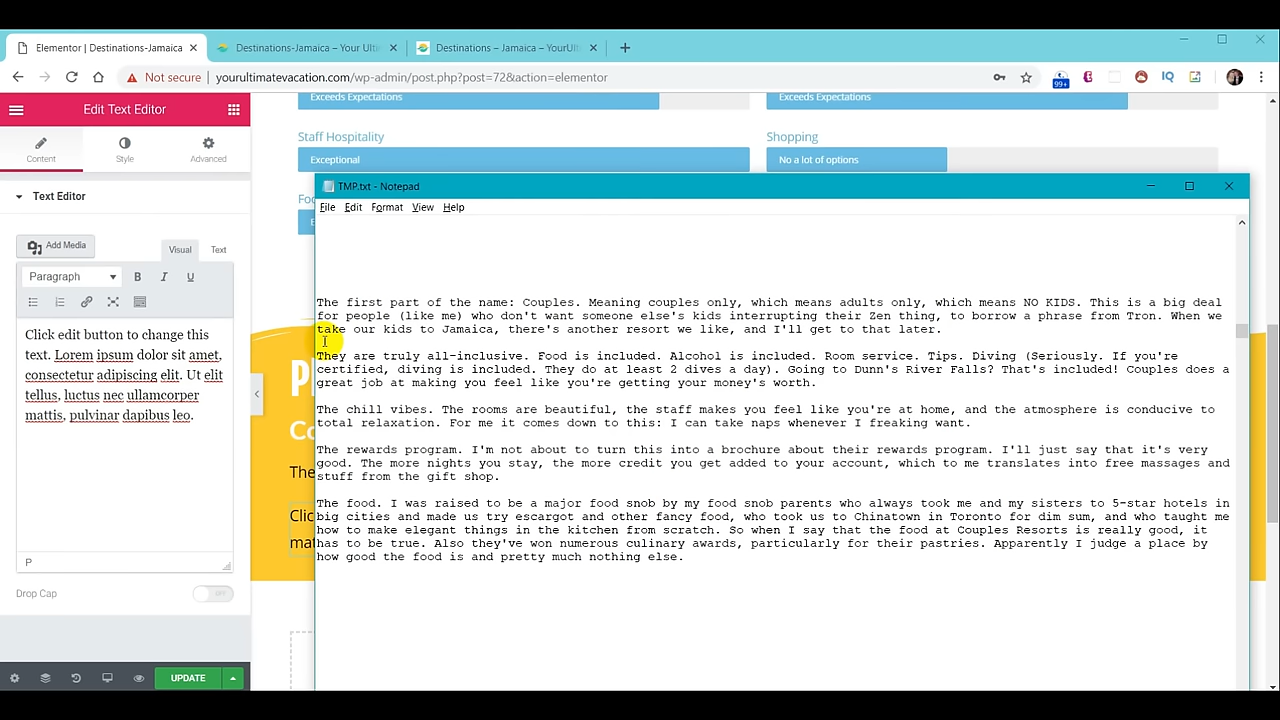 Elementor | Destinations-Jamaica
Destinations-Jamaica – Your Ulti
Destinations – Jamaica – YourUlt
Not secure
yourultimatevacation.com/wp-admin/post.php?post=72&action=elementor
99+
IQ
Edit Text Editor
Content
Style
Advanced
Text Editor
Add Media
Visual
Text
Paragraph
B
I
U
Click edit button to change this
text. Lorem ipsum dolor sit amet,
consectetur adipiscing elit. Ut elit
tellus, luctus nec ullamcorper
mattis, pulvinar dapibus leo.
P
Drop Cap
OFF
UPDATE
Exceeds Expectations
Exceeds Expectations
Staff Hospitality
Shopping
Exceptional
No a lot of options
TMP.txt - Notepad
File Edit Format View Help
The first part of the name: Couples. Meaning couples only, which means adults only, which means NO KIDS. This is a big deal
for people (like me) who don't want someone else's kids interrupting their Zen thing, to borrow a phrase from Tron. When we
take our kids to Jamaica, there's another resort we like, and I'll get to that later.
They are truly all-inclusive. Food is included. Alcohol is included. Room service. Tips. Diving (Seriously. If you're
certified, diving is included. They do at least 2 dives a day). Going to Dunn's River Falls? That's included! Couples does a
great job at making you feel like you're getting your money's worth.
The chill vibes. The rooms are beautiful, the staff makes you feel like you're at home, and the atmosphere is conducive to
total relaxation. For me it comes down to this: I can take naps whenever I freaking want.
The rewards program. I'm not about to turn this into a brochure about their rewards program. I'll just say that it's very
good. The more nights you stay, the more credit you get added to your account, which to me translates into free massages and
stuff from the gift shop.
The food. I was raised to be a major food snob by my food snob parents who always took me and my sisters to 5-star hotels in
big cities and made us try escargot and other fancy food, who took us to Chinatown in Toronto for dim sum, and who taught me
how to make elegant things in the kitchen from scratch. So when I say that the food at Couples Resorts is really good, it
has to be true. Also they've won numerous culinary awards, particularly for their pastries. Apparently I judge a place by
how good the food is and pretty much nothing else.